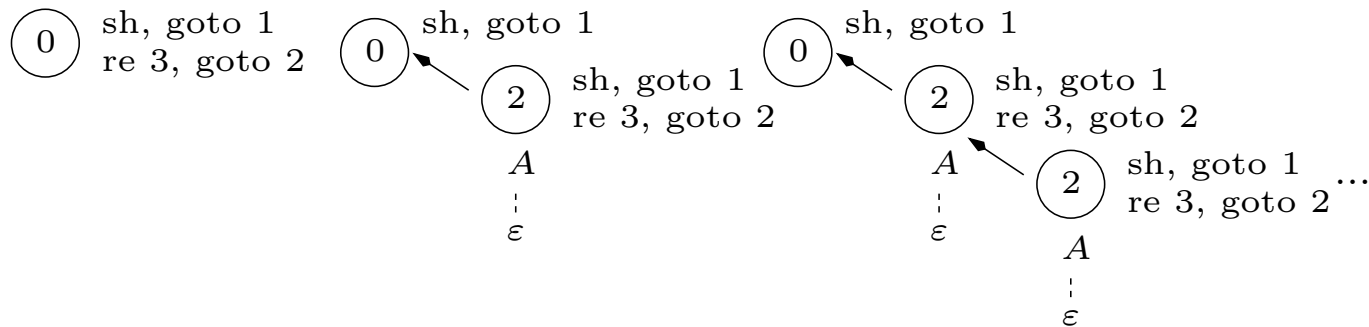 0 sh, goto 1
re 3, goto 2
0 sh, goto 1
2 sh, goto 1
re 3, goto 2
A
ε
0 sh, goto 1
2 sh, goto 1
re 3, goto 2
A
ε
2 sh, goto 1
re 3, goto 2
A
ε
...